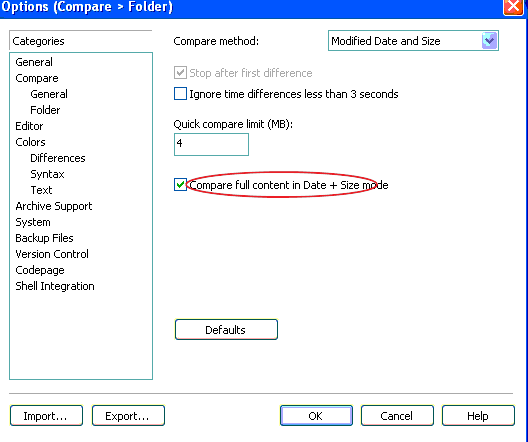 Options (Compare > Folder)
Categories
General
Compare
General
Folder
Editor
Colors
Differences
Syntax
Text
Archive Support
System
Backup Files
Version Control
Codepage
Shell Integration
Compare method:
Modified Date and Size
Stop after first difference
Ignore time differences less than 3 seconds
Quick compare limit (MB):
4
Compare full content in Date + Size mode
Defaults
Import...
Export...
OK
Cancel
Help